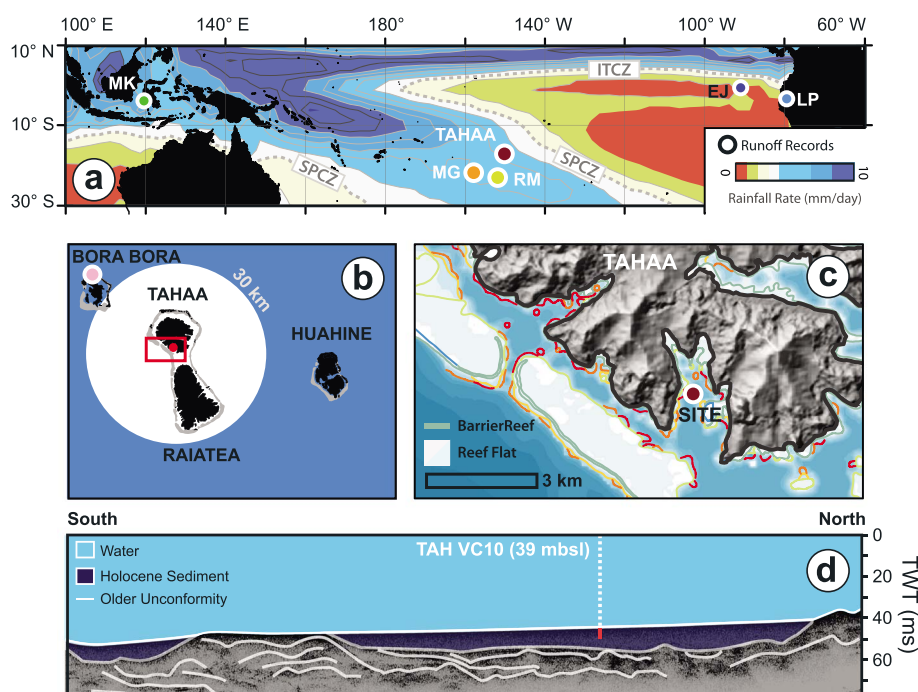 100° E 140° E 180° 140° W 100° W 60° W
10° N
10° S
30° S
ITCZ
MK
EJ
LP
TAHAA
MG
RM
SPCZ
SPCZ
a
Runoff Records
0 10
Rainfall Rate (mm/day)
BORA BORA
b
30 km
TAHAA
HUAHINE
RAIATEA
TAHAA
c
SITE
BarrierReef
Reef Flat
3 km
South North
Water
Holocene Sediment
Older Unconformity
TAH VC10 (39 mbsl)
d
0
20
40
60
TWT (ms)